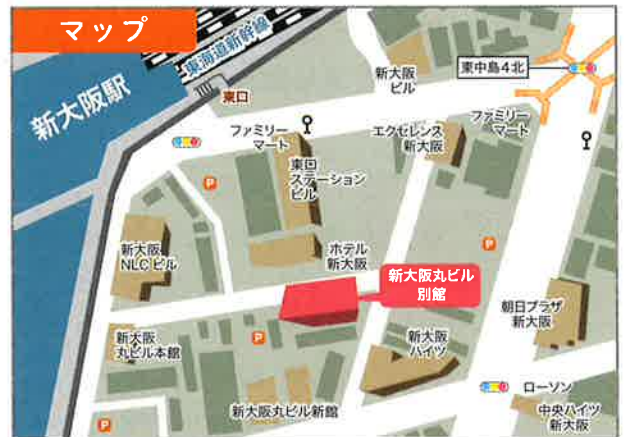 マップ
東海道新幹線
新大阪駅
東口
新大阪
ビル
東中島4北
ファミリー
マート
エクセレンス
新大阪
ファミリー
マート
東口
ステーション
ビル
P
新大阪
NLCビル
ホテル
新大阪
P
新大阪丸ビル
別館
朝日プラザ
新大阪
新大阪
丸ビル本館
P
新大阪
ハイツ
新大阪丸ビル新館
ローソン
中央ハイツ
新大阪
P